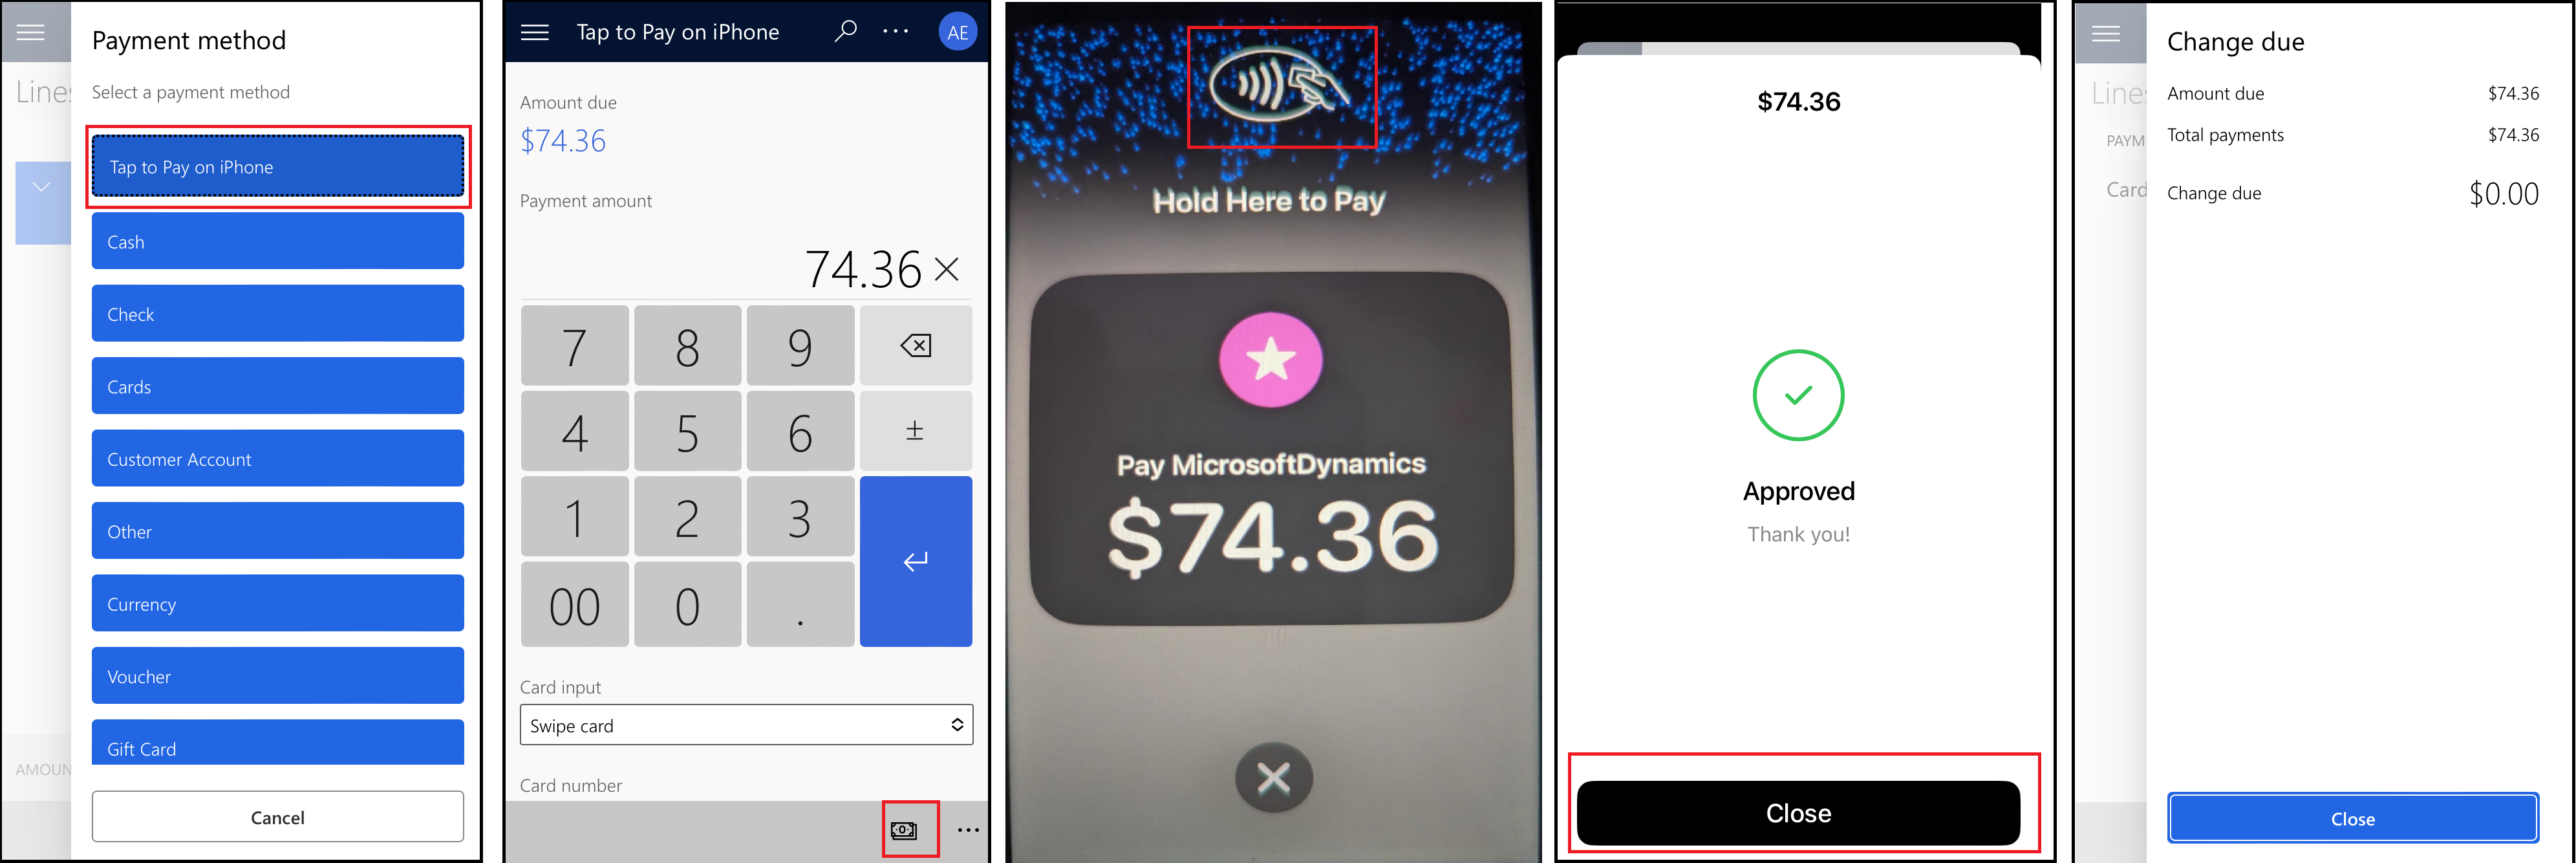 Lines
Payment method
Select a payment method
Tap to Pay on iPhone
Cash
Check
Cards
Customer Account
Other
Currency
Voucher
Gift Card
AMOUN
Cancel
Tap to Pay on iPhone
AE
Amount due
$74.36
Payment amount
74.36
7 8 9
4 5 6 ±
1 2 3
00 0 .
Card input
Swipe card
Card number
Hold Here to Pay
Pay MicrosoftDynamics
$74.36
$74.36
Approved
Thank you!
Close
Lines
PAYM
Card
Change due
Amount due $74.36
Total payments $74.36
Change due $0.00
Close